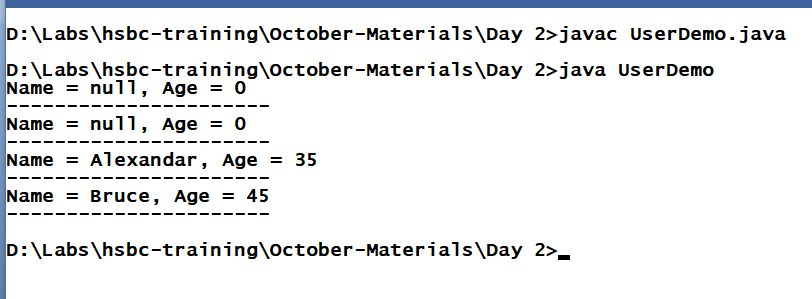 D:\Labs\hsbc-training\October-Materials\Day 2>javac UserDemo.java
D:\Labs\hsbc-training\October-Materials\Day 2>java UserDemo
Name = null, Age = 0
----------------------
Name = null, Age = 0
----------------------
Name = Alexandar, Age = 35
----------------------
Name = Bruce, Age = 45
----------------------
D:\Labs\hsbc-training\October-Materials\Day 2>_